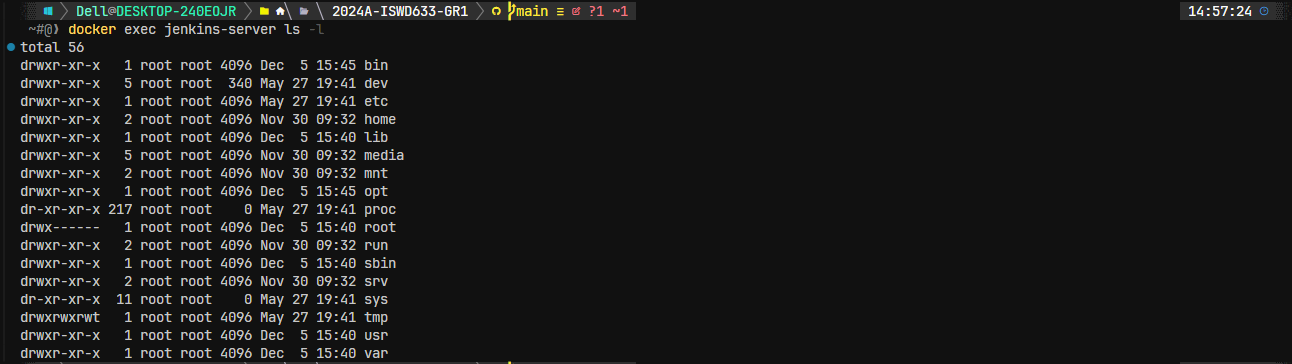 Dell@DESKTOP-240EOJR 2024A-ISWD633-GR1 main ≡ ?1 ~1 14:57:24
~#@❯ docker exec jenkins-server ls -l
total 56
drwxr-xr-x   1 root root 4096 Dec  5 15:45 bin
drwxr-xr-x   5 root root  340 May 27 19:41 dev
drwxr-xr-x   1 root root 4096 May 27 19:41 etc
drwxr-xr-x   2 root root 4096 Nov 30 09:32 home
drwxr-xr-x   1 root root 4096 Dec  5 15:40 lib
drwxr-xr-x   5 root root 4096 Nov 30 09:32 media
drwxr-xr-x   2 root root 4096 Nov 30 09:32 mnt
drwxr-xr-x   1 root root 4096 Dec  5 15:45 opt
dr-xr-xr-x 217 root root    0 May 27 19:41 proc
drwx------   1 root root 4096 Dec  5 15:40 root
drwxr-xr-x   2 root root 4096 Nov 30 09:32 run
drwxr-xr-x   1 root root 4096 Dec  5 15:40 sbin
drwxr-xr-x   2 root root 4096 Nov 30 09:32 srv
dr-xr-xr-x  11 root root    0 May 27 19:41 sys
drwxrwxrwt   1 root root 4096 May 27 19:41 tmp
drwxr-xr-x   1 root root 4096 Dec  5 15:40 usr
drwxr-xr-x   1 root root 4096 Dec  5 15:40 var